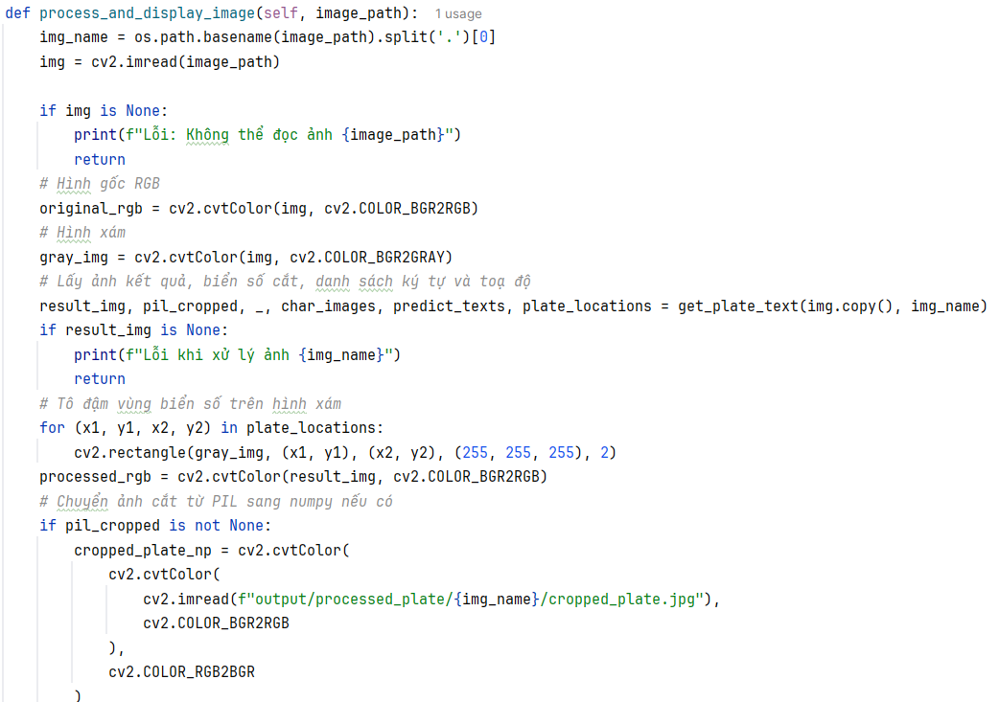 def process_and_display_image(self, image_path):  1 usage
    img_name = os.path.basename(image_path).split('.')[0]
    img = cv2.imread(image_path)

    if img is None:
        print(f"Lỗi: Không thể đọc ảnh {image_path}")
        return
    # Hình gốc RGB
    original_rgb = cv2.cvtColor(img, cv2.COLOR_BGR2RGB)
    # Hình xám
    gray_img = cv2.cvtColor(img, cv2.COLOR_BGR2GRAY)
    # Lấy ảnh kết quả, biển số cắt, danh sách ký tự và toạ độ
    result_img, pil_cropped, _, char_images, predict_texts, plate_locations = get_plate_text(img.copy(), img_name)
    if result_img is None:
        print(f"Lỗi khi xử lý ảnh {img_name}")
        return
    # Tô đậm vùng biển số trên hình xám
    for (x1, y1, x2, y2) in plate_locations:
        cv2.rectangle(gray_img, (x1, y1), (x2, y2), (255, 255, 255), 2)
    processed_rgb = cv2.cvtColor(result_img, cv2.COLOR_BGR2RGB)
    # Chuyển ảnh cắt từ PIL sang numpy nếu có
    if pil_cropped is not None:
        cropped_plate_np = cv2.cvtColor(
            cv2.cvtColor(
                cv2.imread(f"output/processed_plate/{img_name}/cropped_plate.jpg"),
                cv2.COLOR_BGR2RGB
            ),
            cv2.COLOR_RGB2BGR
        )